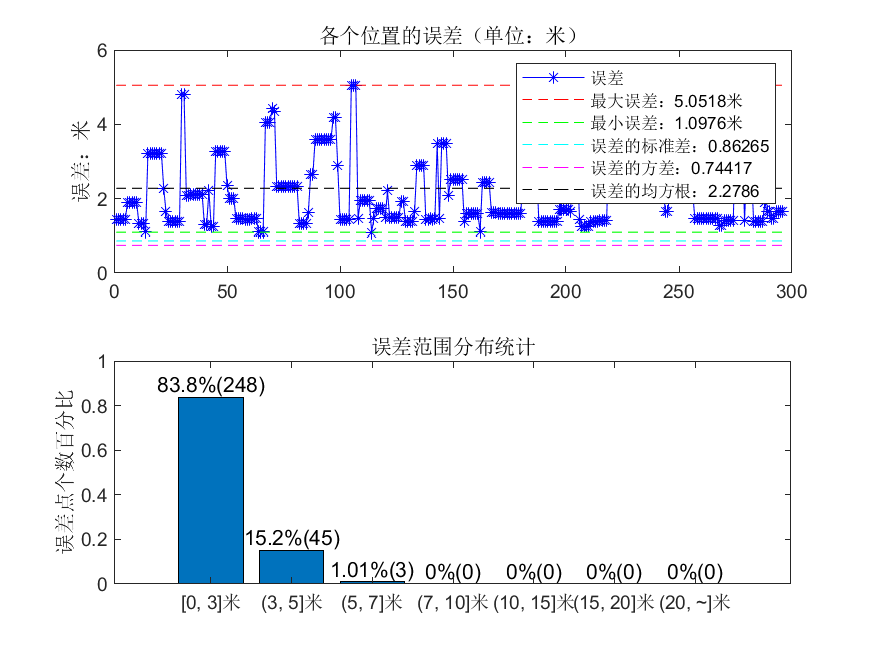 各个位置的误差（单位：米）
6
4
2
0
误差：米
误差
最大误差：5.0518米
最小误差：1.0976米
误差的标准差：0.86265
误差的方差：0.74417
误差的均方根：2.2786
0 50 100 150 200 250 300
误差范围分布统计
1
0.8
0.6
0.4
0.2
0
误差点个数百分比
83.8%(248)
15.2%(45)
1.01%(3)
0%(0) 0%(0) 0%(0) 0%(0)
[0, 3]米 (3, 5]米 (5, 7]米 (7, 10]米 (10, 15]米 (15, 20]米 (20, ~]米